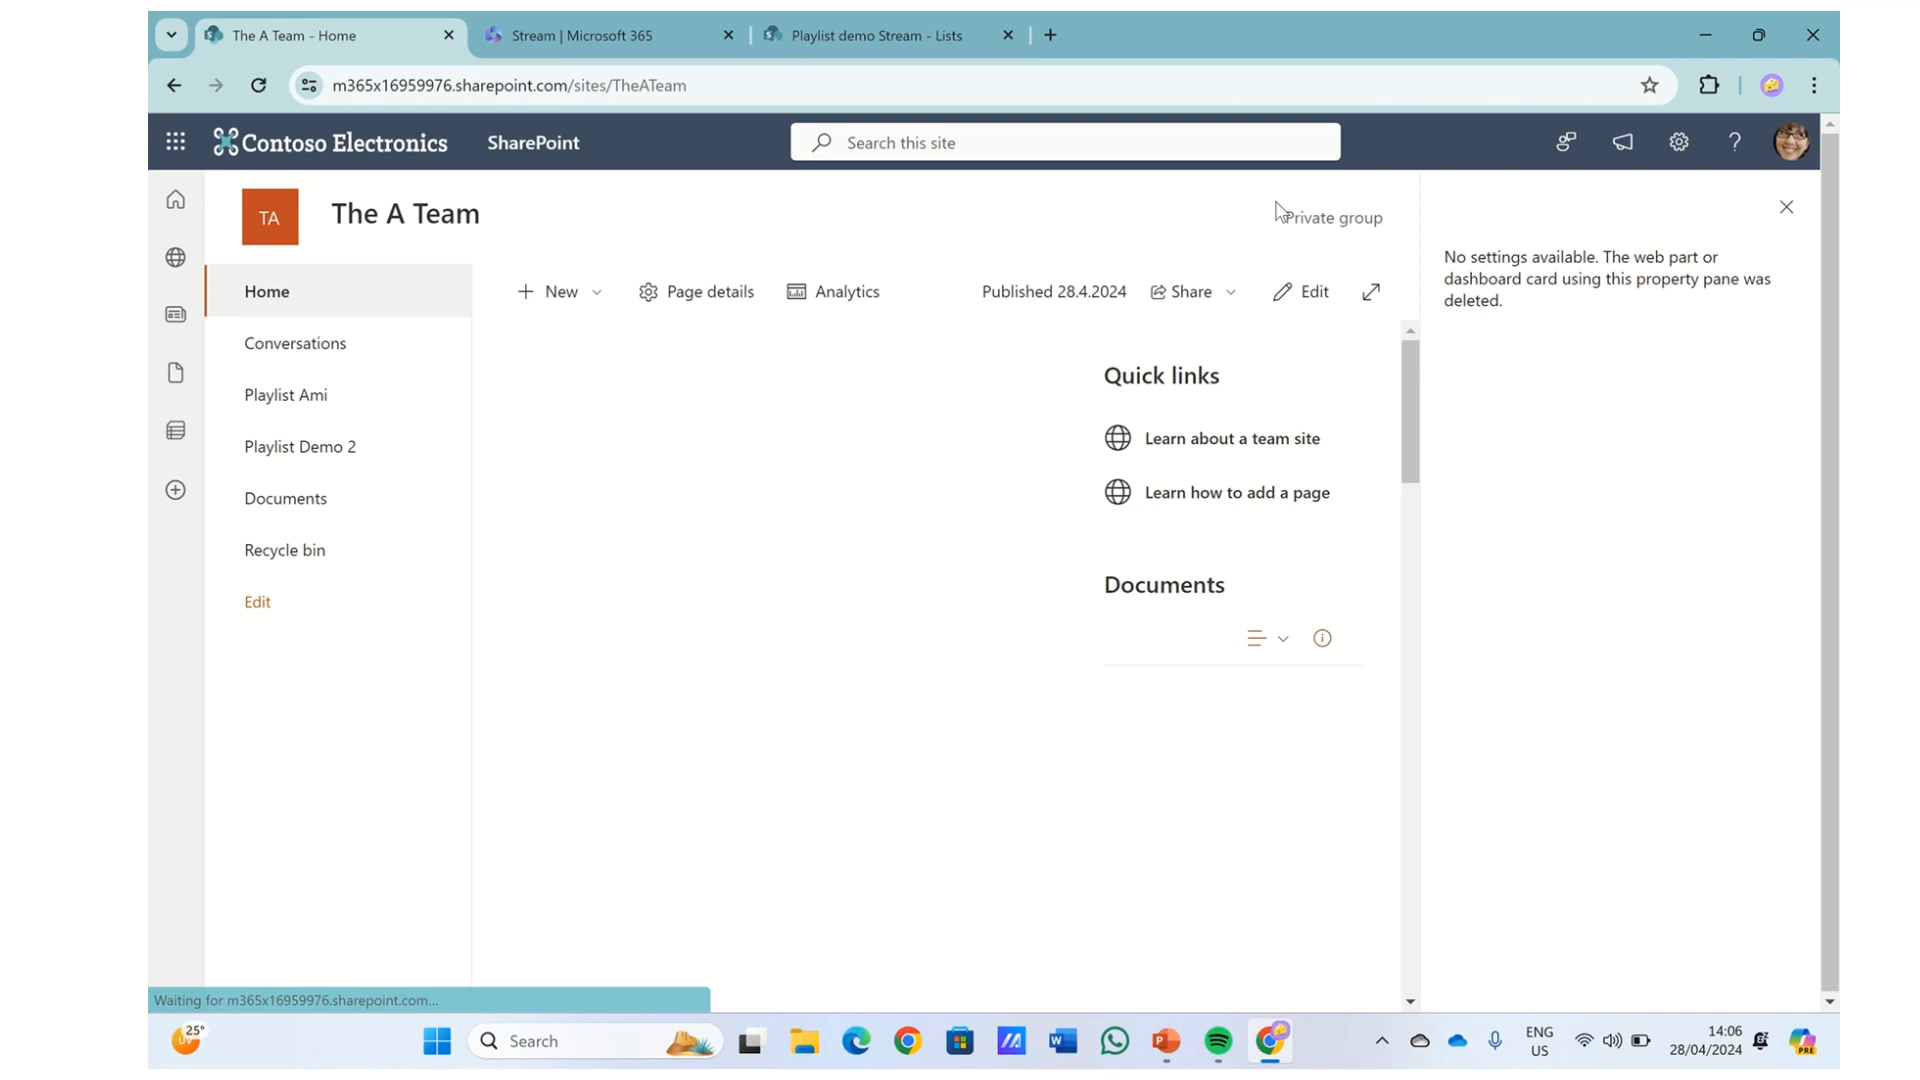 The A Team - Home
Stream | Microsoft 365
Playlist demo Stream - Lists
m365x16959976.sharepoint.com/sites/TheATeam
Contoso Electronics
SharePoint
Search this site
TA
The A Team
Private group
Home
Conversations
Playlist Ami
Playlist Demo 2
Documents
Recycle bin
Edit
New
Page details
Analytics
Published 28.4.2024
Share
Edit
Quick links
Learn about a team site
Learn how to add a page
Documents
No settings available. The web part or
dashboard card using this property pane was
deleted.
Waiting for m365x16959976.sharepoint.com...
25°
UV
Search
ENG
US
14:06
28/04/2024
PRE